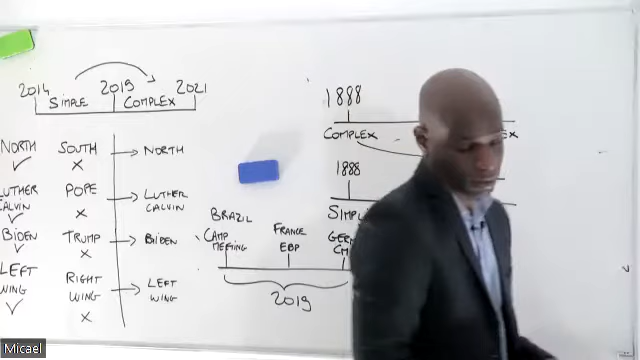 2014 2019 2021
SIMPLE COMPLEX
NORTH SOUTH → NORTH
LUTHER CALVIN POPE → LUTHER CALVIN
BIDEN TRUMP → BIDEN
LEFT WING RIGHT WING → LEFT WING
1888
COMPLEX
1888
BRAZIL
CAMP MEETING
FRANCE
EBP
2019
Micael